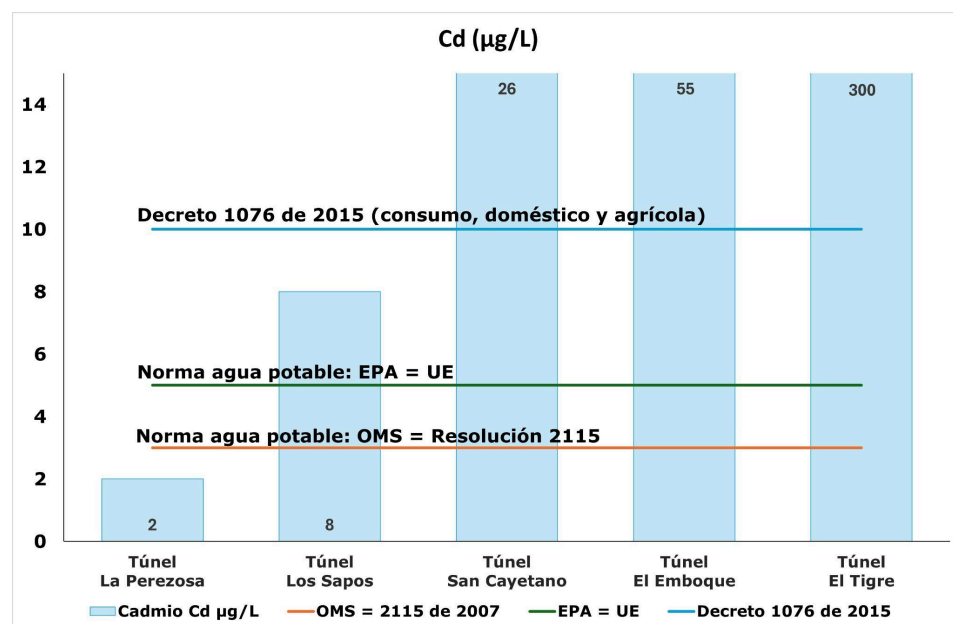 Cd (µg/L)
14
12
10
8
6
4
2
0
26
55
300
Decreto 1076 de 2015 (consumo, doméstico y agrícola)
Norma agua potable: EPA = UE
Norma agua potable: OMS = Resolución 2115
2
8
Túnel
La Perezosa
Túnel
Los Sapos
Túnel
San Cayetano
Túnel
El Emboque
Túnel
El Tigre
Cadmio Cd µg/L
OMS = 2115 de 2007
EPA = UE
Decreto 1076 de 2015